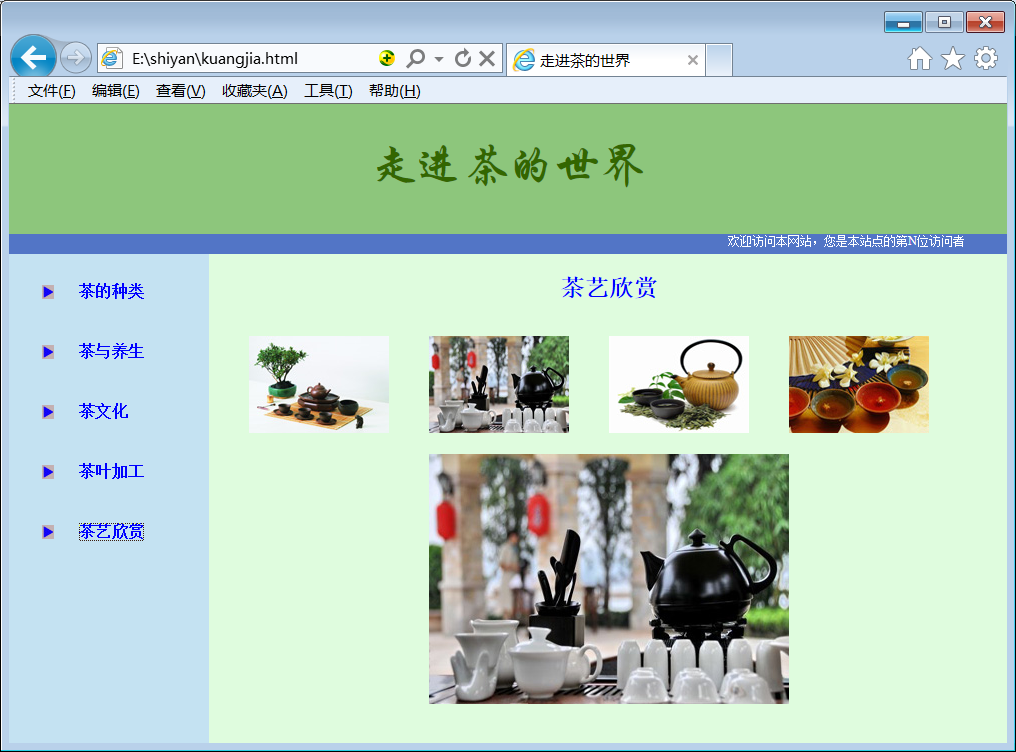 E:\shiyan\kuangjia.html
走进茶的世界
文件(F) 编辑(E) 查看(V) 收藏夹(A) 工具(T) 帮助(H)
走进茶的世界
欢迎访问本网站，您是本站点的第N位访问者
茶的种类
茶与养生
茶文化
茶叶加工
茶艺欣赏
茶艺欣赏